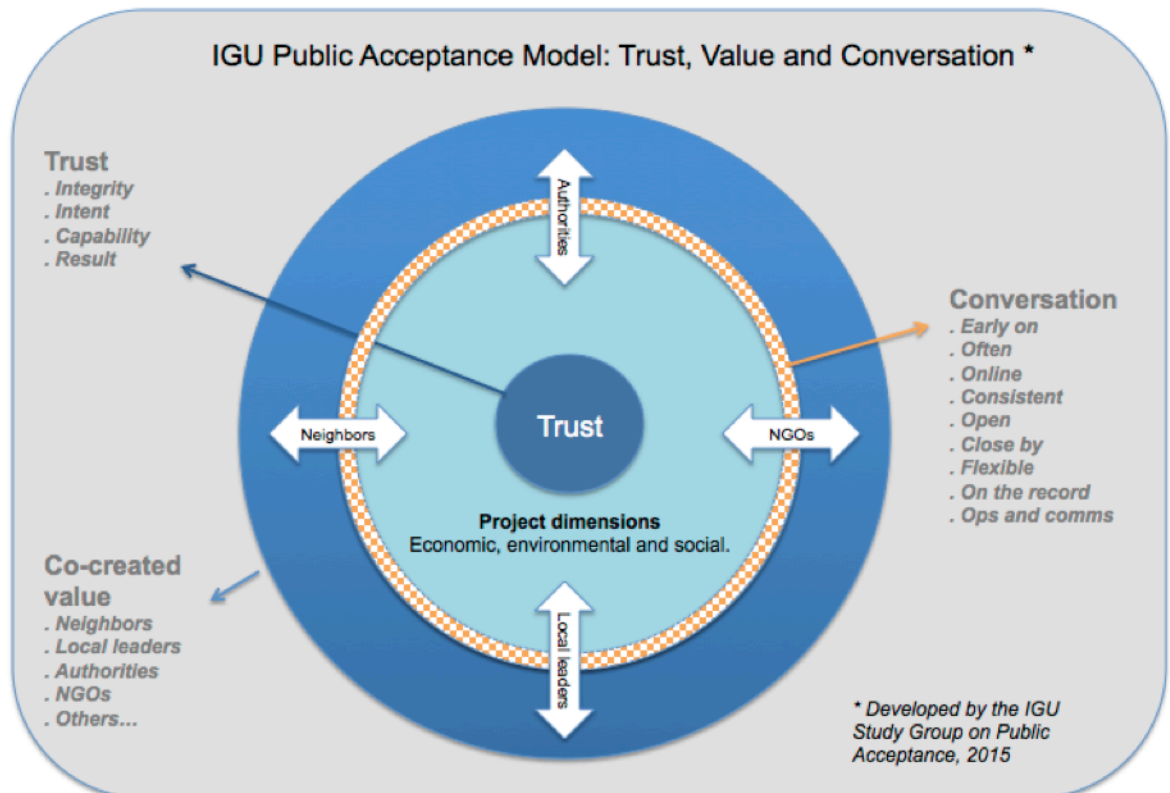 IGU Public Acceptance Model: Trust, Value and Conversation *
Trust
. Integrity
. Intent
. Capability
. Result
Authorities
Conversation
. Early on
. Often
. Online
. Consistent
. Open
. Close by
. Flexible
. On the record
. Ops and comms
Neighbors
Trust
NGOs
Project dimensions
Economic, environmental and social.
Local leaders
Co-created
value
. Neighbors
. Local leaders
. Authorities
. NGOs
. Others...
* Developed by the IGU
Study Group on Public
Acceptance, 2015